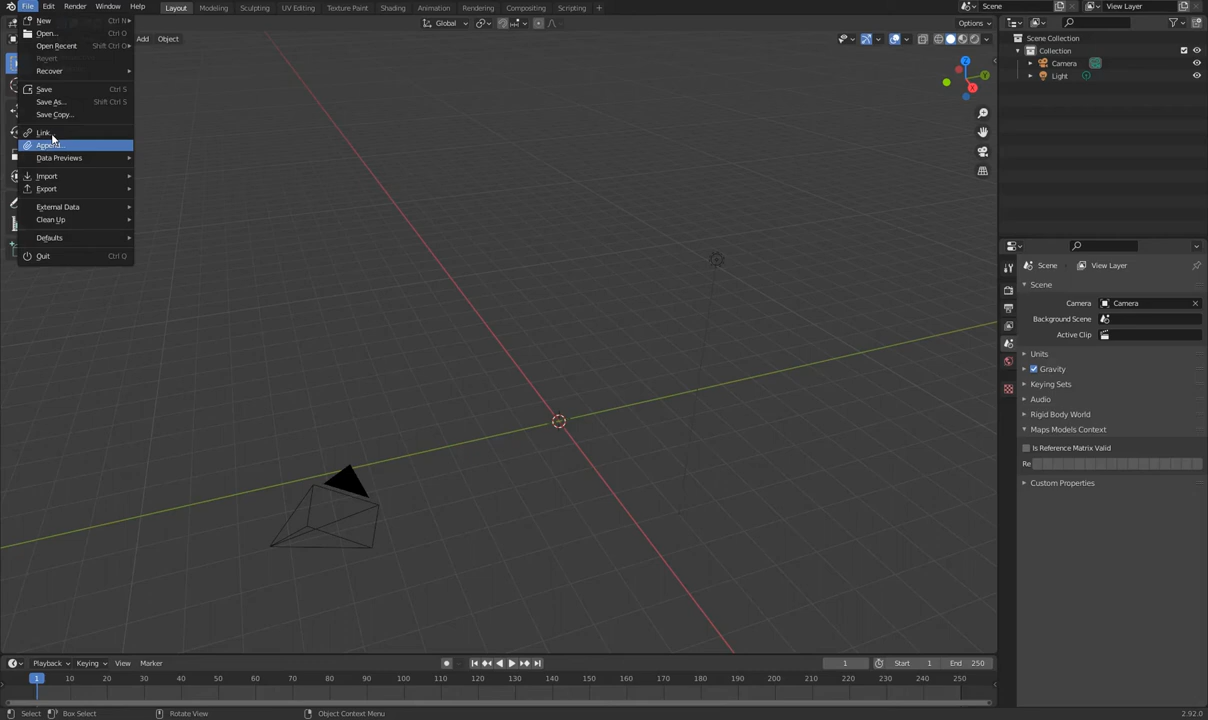 File Edit Render Window Help Layout Modeling Sculpting UV Editing Texture Paint Shading Animation Rendering Compositing Scripting + Scene View Layer
New Ctrl N
Open... Ctrl O
Open Recent Shift Ctrl O
Revert
Recover
Save Ctrl S
Save As... Shift Ctrl S
Save Copy...
Link...
Append...
Data Previews
Import
Export
External Data
Clean Up
Defaults
Quit Ctrl Q
Add Object
Global
Options
Scene Collection
Collection
Camera
Light
Scene View Layer
Scene
Camera Camera
Background Scene
Active Clip
Units
Gravity
Keying Sets
Audio
Rigid Body World
Maps Models Context
Is Reference Matrix Valid
Re
Custom Properties
Playback Keying View Marker 1 Start 1 End 250
1 10 20 30 40 50 60 70 80 90 100 110 120 130 140 150 160 170 180 190 200 210 220 230 240 250
Select Box Select Rotate View Object Context Menu 2.92.0